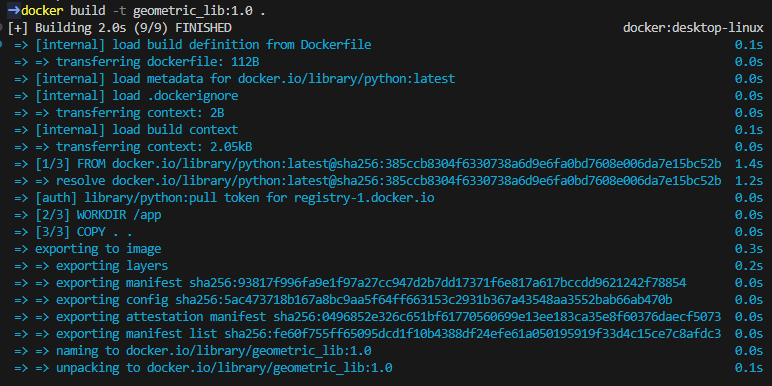 →docker build -t geometric_lib:1.0 .
[+] Building 2.0s (9/9) FINISHED docker:desktop-linux
=> [internal] load build definition from Dockerfile 0.1s
=> => transferring dockerfile: 112B 0.0s
=> [internal] load metadata for docker.io/library/python:latest 0.0s
=> [internal] load .dockerignore 0.0s
=> => transferring context: 2B 0.0s
=> [internal] load build context 0.1s
=> => transferring context: 2.05kB 0.0s
=> [1/3] FROM docker.io/library/python:latest@sha256:385ccb8304f6330738a6d9e6fa0bd7608e006da7e15bc52b 1.4s
=> => resolve docker.io/library/python:latest@sha256:385ccb8304f6330738a6d9e6fa0bd7608e006da7e15bc52b 1.2s
=> [auth] library/python:pull token for registry-1.docker.io 0.0s
=> [2/3] WORKDIR /app 0.0s
=> [3/3] COPY . . 0.0s
=> exporting to image 0.3s
=> => exporting layers 0.2s
=> => exporting manifest sha256:93817f996fa9e1f97a27cc947d2b7dd17371f6e817a617bccdd9621242f78854 0.0s
=> => exporting config sha256:5ac473718b167a8bc9aa5f64ff663153c2931b367a43548aa3552bab66ab470b 0.0s
=> => exporting attestation manifest sha256:0496852e326c651bf61770560699e13ee183ca35e8f60376daecf5073 0.0s
=> => exporting manifest list sha256:fe60f755ff65095dcd1f10b4388df24efe61a050195919f33d4c15ce7c8afdc3 0.0s
=> => naming to docker.io/library/geometric_lib:1.0 0.0s
=> => unpacking to docker.io/library/geometric_lib:1.0 0.1s